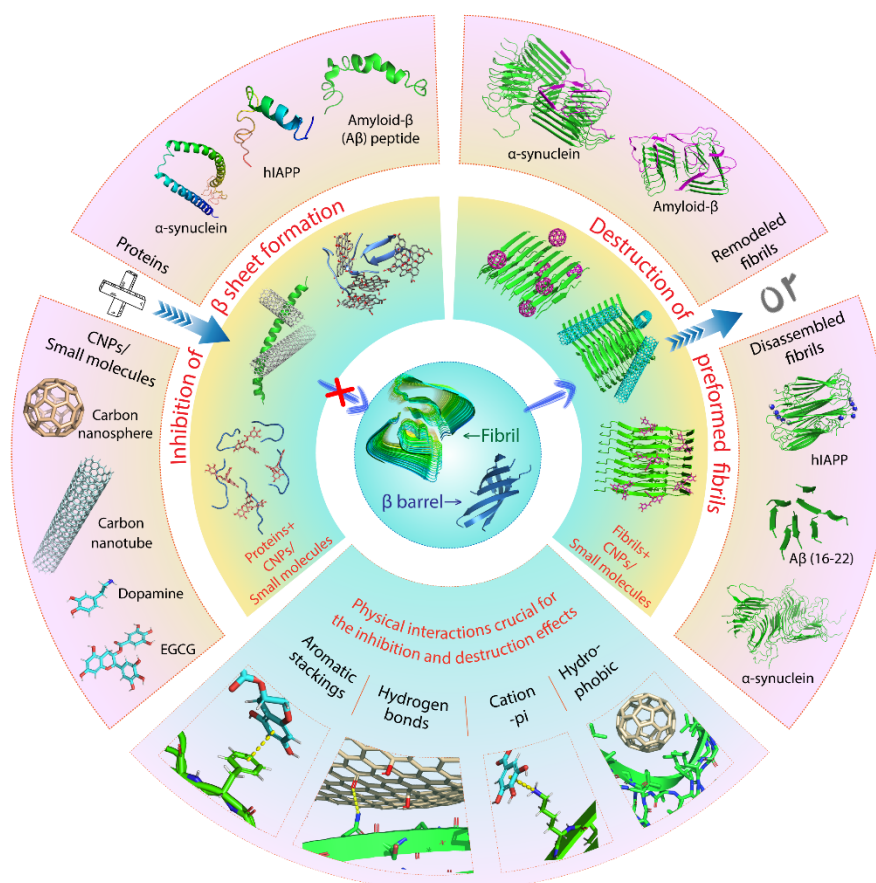 Amyloid-β
(Aβ) peptide
hIAPP
α-synuclein
Proteins
α-synuclein
Amyloid-β
Remodeled
fibrils
Inhibition of
β sheet formation
Destruction of
preformed fibrils
or
CNPs/
Small molecules
Carbon
nanosphere
Carbon
nanotube
Dopamine
EGCG
←Fibril
β barrel→
Proteins+
CNPs/
Small molecules
Fibrils+
CNPs/
Small molecules
Disassembled
fibrils
hIAPP
Aβ (16-22)
α-synuclein
Physical interactions crucial for
the inhibition and destruction effects
Aromatic
stackings
Hydrogen
bonds
Cation
-pi
Hydro-
phobic